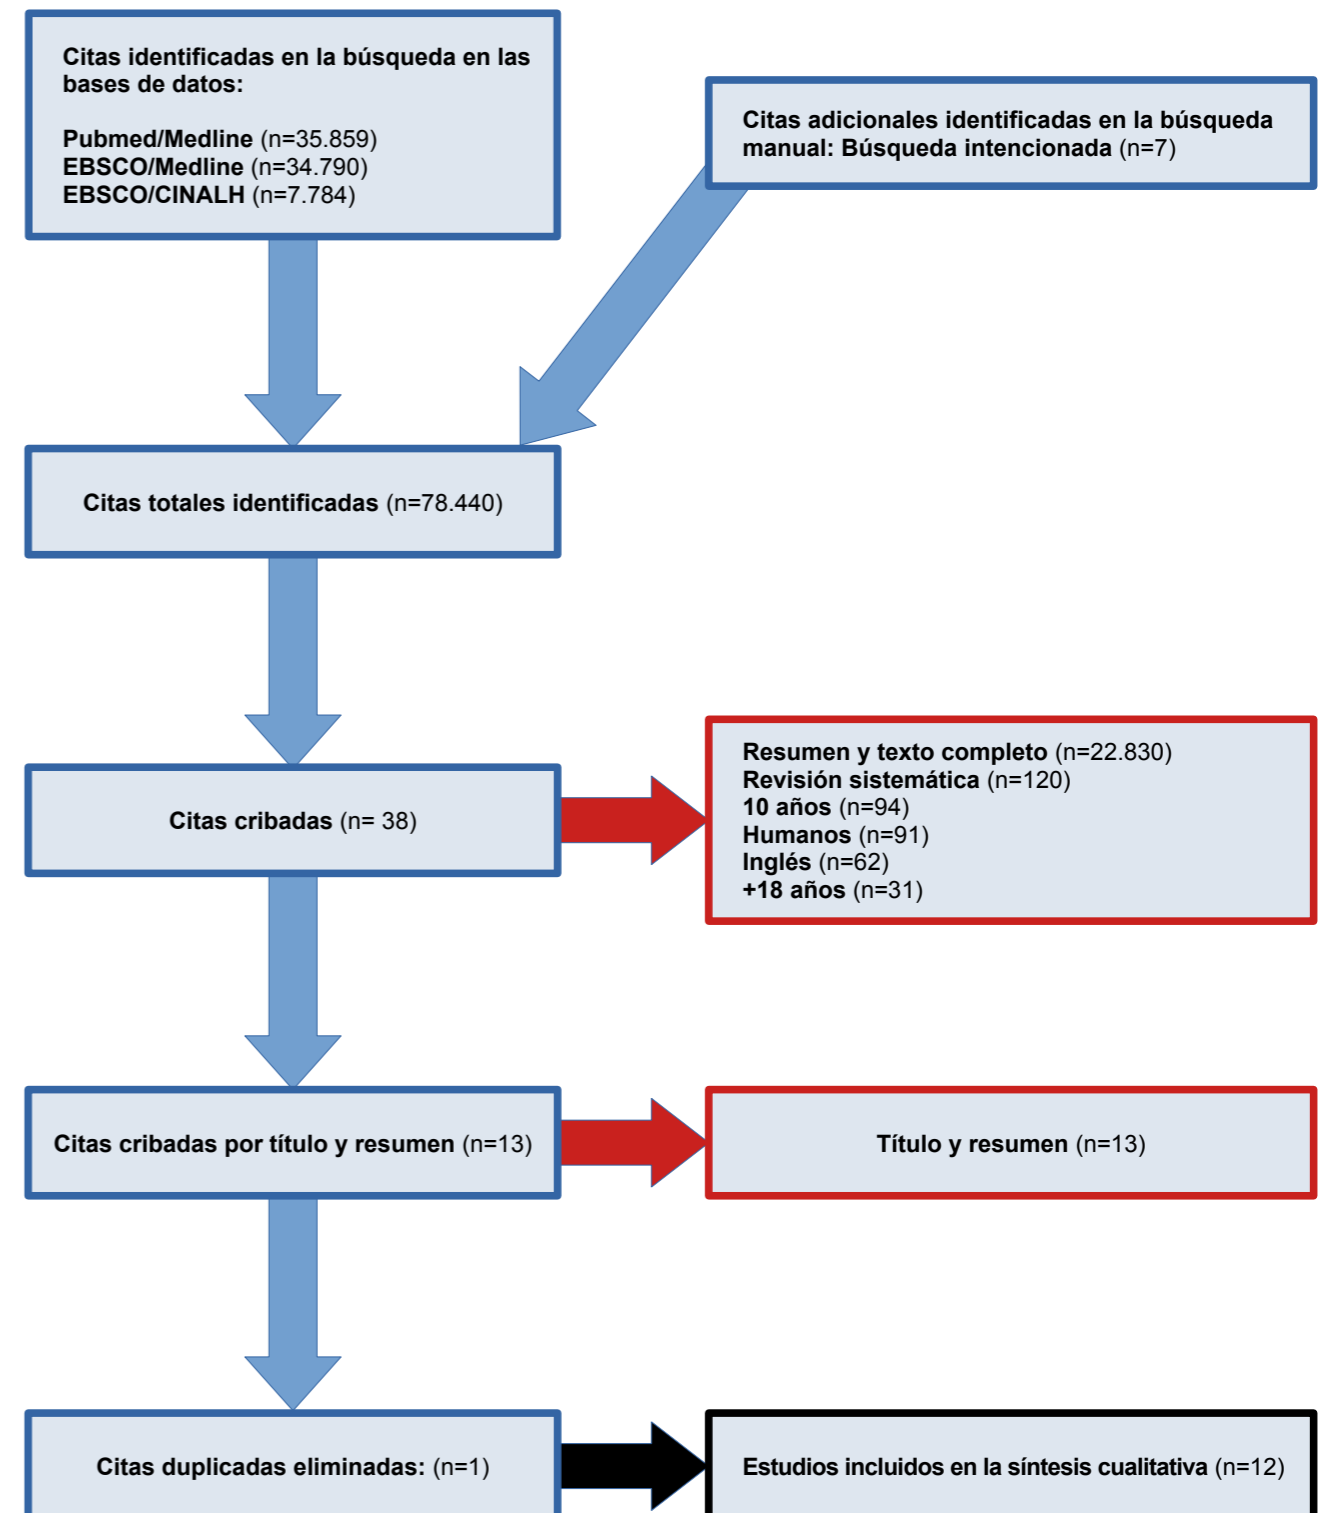 Citas identificadas en la búsqueda en las
bases de datos:
Pubmed/Medline (n=35.859)
EBSCO/Medline (n=34.790)
EBSCO/CINALH (n=7.784)
Citas adicionales identificadas en la búsqueda
manual: Búsqueda intencionada (n=7)
Citas totales identificadas (n=78.440)
Citas cribadas (n= 38)
Resumen y texto completo (n=22.830)
Revisión sistemática (n=120)
10 años (n=94)
Humanos (n=91)
Inglés (n=62)
+18 años (n=31)
Citas cribadas por título y resumen (n=13)
Título y resumen (n=13)
Citas duplicadas eliminadas: (n=1)
Estudios incluidos en la síntesis cualitativa (n=12)